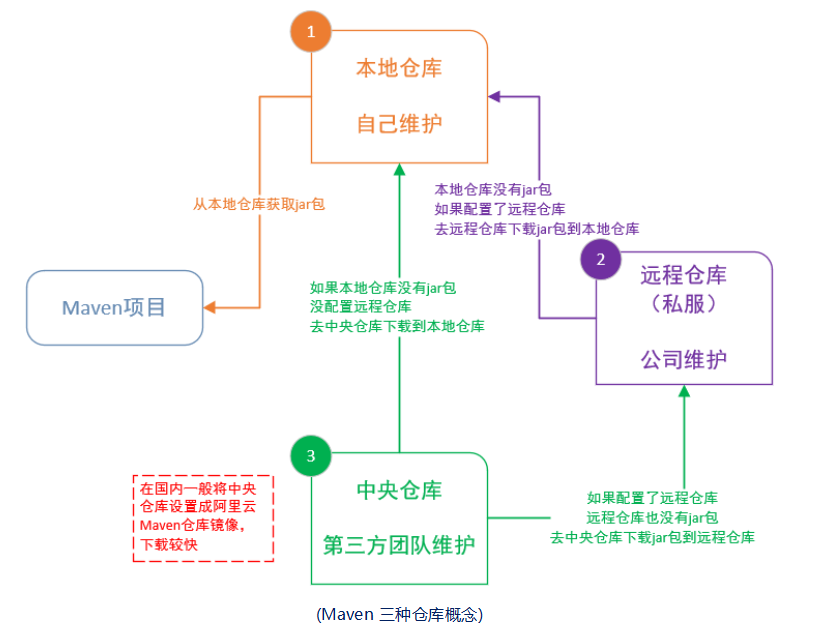 1
本地仓库
自己维护
从本地仓库获取jar包
本地仓库没有jar包
如果配置了远程仓库
去远程仓库下载jar包到本地仓库
2
远程仓库
（私服）
公司维护
Maven项目
如果本地仓库没有jar包
没配置远程仓库
去中央仓库下载到本地仓库
3
中央仓库
第三方团队维护
在国内一般将中央
仓库设置成阿里云
Maven仓库镜像，
下载较快
如果配置了远程仓库
远程仓库也没有jar包
去中央仓库下载jar包到远程仓库
(Maven 三种仓库概念)